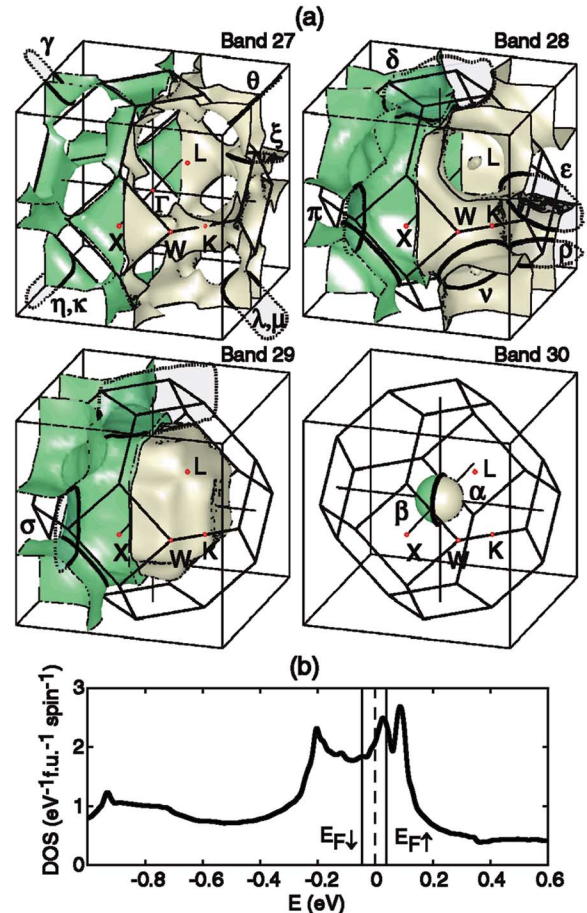 (a)
Band 27
Band 28
γ
θ
ξ
L
Γ
X
W
K
η,κ
λ,μ
δ
ε
L
π
X
W
K
ρ
ν
Band 29
Band 30
L
σ
X
W
K
L
α
β
X
W
K
(b)
DOS (eV⁻¹f.u.⁻¹ spin⁻¹)
3
2
1
0
E_F↓
E_F↑
-0.8
-0.6
-0.4
-0.2
0
0.2
0.4
0.6
E (eV)